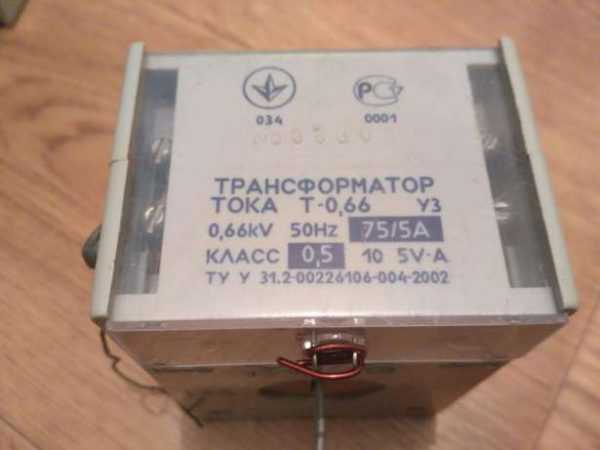 034
0001
ТРАНСФОРМАТОР
ТОКА Т-0,66 У3
0,66kV 50Hz 75/5A
КЛАСС 0,5 10 5V·A
ТУ У 31.2-00226106-004-2002